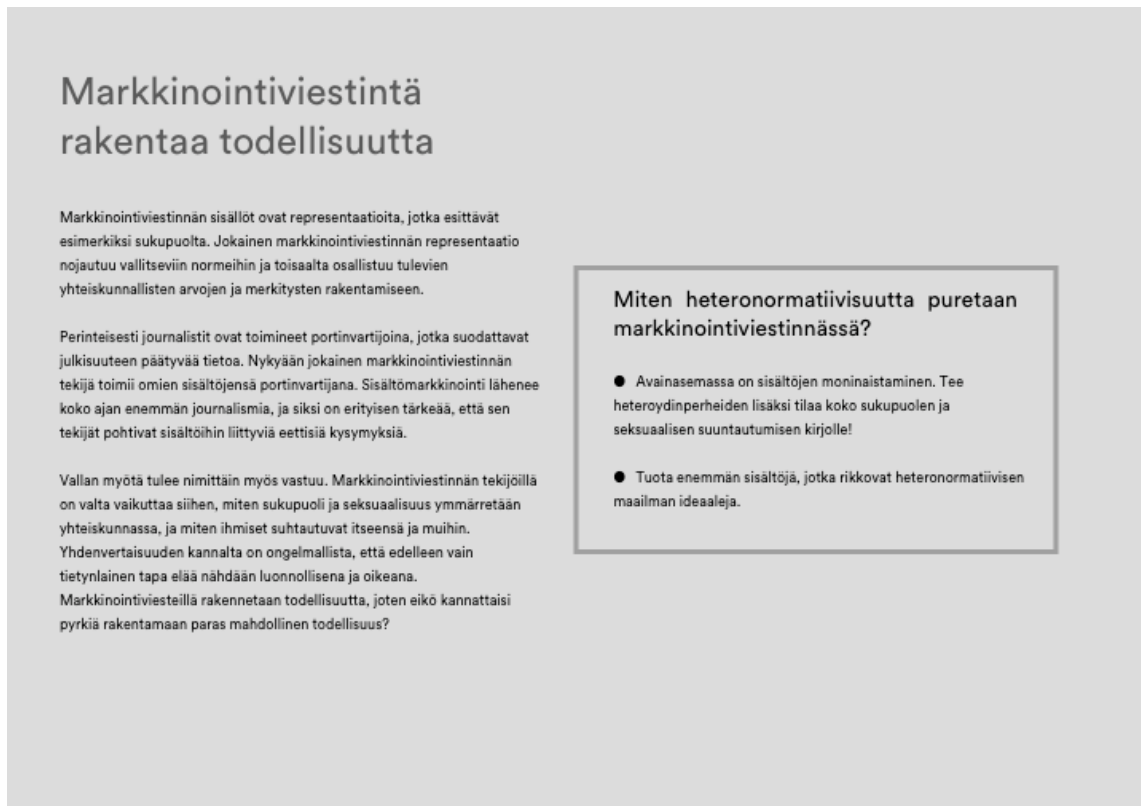 Markkinointiviestintä
rakentaa todellisuutta
Markkinointiviestinnän sisällöt ovat representaatioita, jotka esittävät
esimerkiksi sukupuolta. Jokainen markkinointiviestinnän representaatio
nojautuu vallitseviin normeihin ja toisaalta osallistuu tulevien
yhteiskunnallisten arvojen ja merkitysten rakentamiseen.
Perinteisesti journalistit ovat toimineet portinvartijoina, jotka suodattavat
julkisuuteen päätyvää tietoa. Nykyään jokainen markkinointiviestinnän
tekijä toimii omien sisältöjensä portinvartijana. Sisältömarkkinointi lähenee
koko ajan enemmän journalismia, ja siksi on erityisen tärkeää, että sen
tekijät pohtivat sisältöihin liittyviä eettisiä kysymyksiä.
Vallan myötä tulee nimittäin myös vastuu. Markkinointiviestinnän tekijöillä
on valta vaikuttaa siihen, miten sukupuoli ja seksuaalisuus ymmärretään
yhteiskunnassa, ja miten ihmiset suhtautuvat itseensä ja muihin.
Yhdenvertaisuuden kannalta on ongelmallista, että edelleen vain
tietynlainen tapa elää nähdään luonnollisena ja oikeana.
Markkinointiviesteillä rakennetaan todellisuutta, joten eikö kannattaisi
pyrkiä rakentamaan paras mahdollinen todellisuus?
Miten heteronormatiivisuutta puretaan
markkinointiviestinnässä?
● Avainasemassa on sisältöjen moninaistaminen. Tee
heteroydinperheiden lisäksi tilaa koko sukupuolen ja
seksuaalisen suuntautumisen kirjolle!
● Tuota enemmän sisältöjä, jotka rikkovat heteronormatiivisen
maailman ideaaleja.